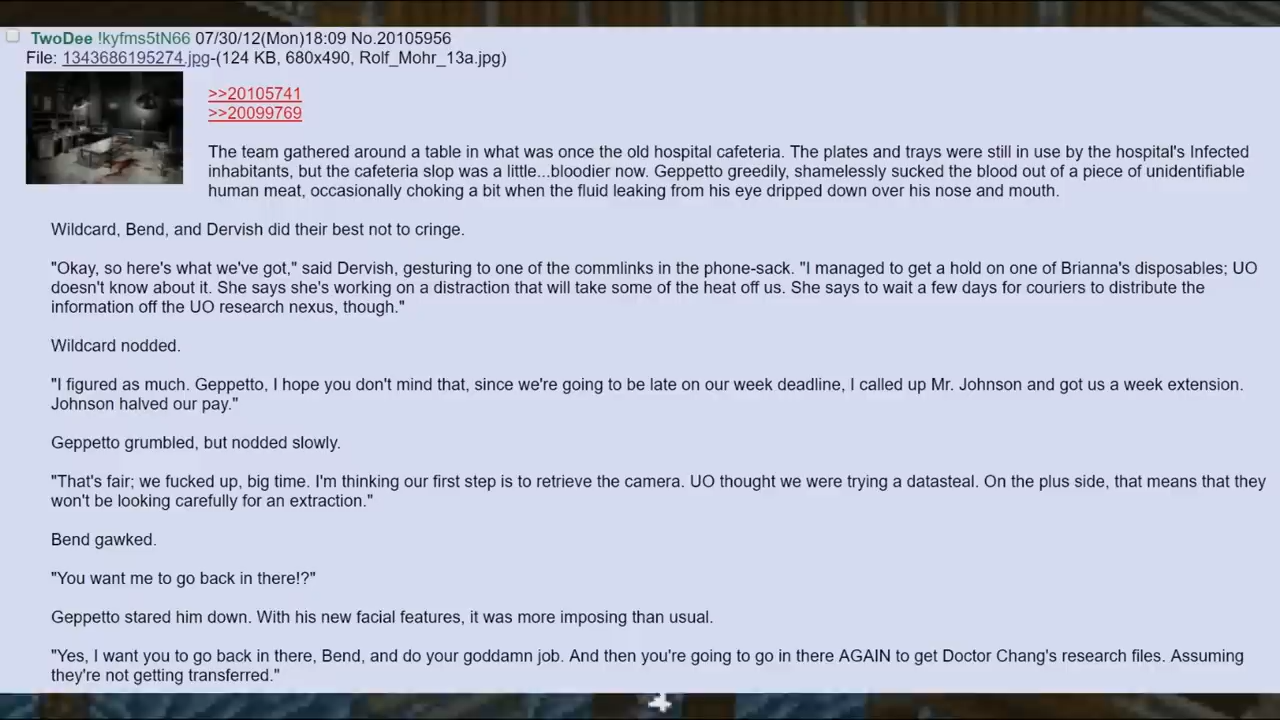 TwoDee !kyfms5tN66 07/30/12(Mon)18:09 No.20105956
File: 1343686195274.jpg-(124 KB, 680x490, Rolf_Mohr_13a.jpg)
>>20105741
>>20099769
The team gathered around a table in what was once the old hospital cafeteria. The plates and trays were still in use by the hospital's Infected
inhabitants, but the cafeteria slop was a little...bloodier now. Geppetto greedily, shamelessly sucked the blood out of a piece of unidentifiable
human meat, occasionally choking a bit when the fluid leaking from his eye dripped down over his nose and mouth.
Wildcard, Bend, and Dervish did their best not to cringe.
"Okay, so here's what we've got," said Dervish, gesturing to one of the commlinks in the phone-sack. "I managed to get a hold on one of Brianna's disposables; UO
doesn't know about it. She says she's working on a distraction that will take some of the heat off us. She says to wait a few days for couriers to distribute the
information off the UO research nexus, though."
Wildcard nodded.
"I figured as much. Geppetto, I hope you don't mind that, since we're going to be late on our week deadline, I called up Mr. Johnson and got us a week extension.
Johnson halved our pay."
Geppetto grumbled, but nodded slowly.
"That's fair; we fucked up, big time. I'm thinking our first step is to retrieve the camera. UO thought we were trying a datasteal. On the plus side, that means that they
won't be looking carefully for an extraction."
Bend gawked.
"You want me to go back in there!?"
Geppetto stared him down. With his new facial features, it was more imposing than usual.
"Yes, I want you to go back in there, Bend, and do your goddamn job. And then you're going to go in there AGAIN to get Doctor Chang's research files. Assuming
they're not getting transferred."